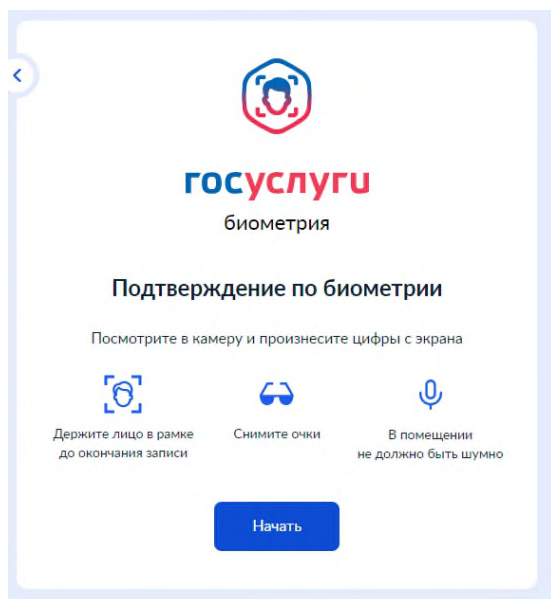 госуслуги
биометрия
Подтверждение по биометрии
Посмотрите в камеру и произнесите цифры с экрана
Держите лицо в рамке
до окончания записи
Снимите очки
В помещении
не должно быть шумно
Начать